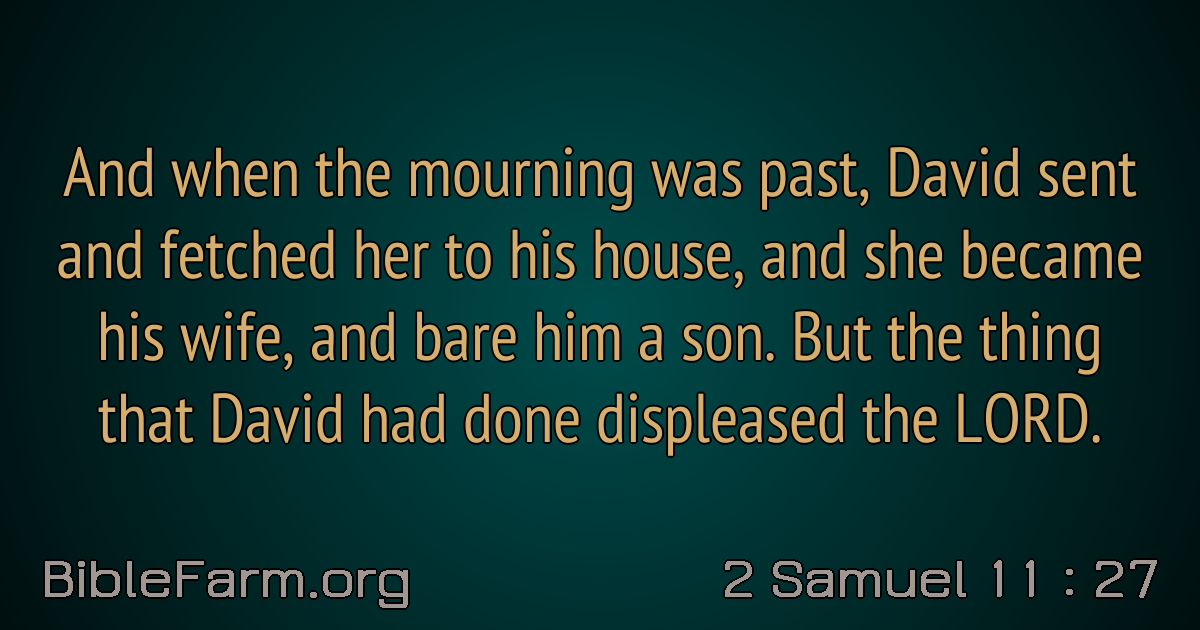 And when the mourning was past, David sent
and fetched her to his house, and she became
his wife, and bare him a son. But the thing
that David had done displeased the LORD.
BibleFarm.org
2 Samuel 11 : 27